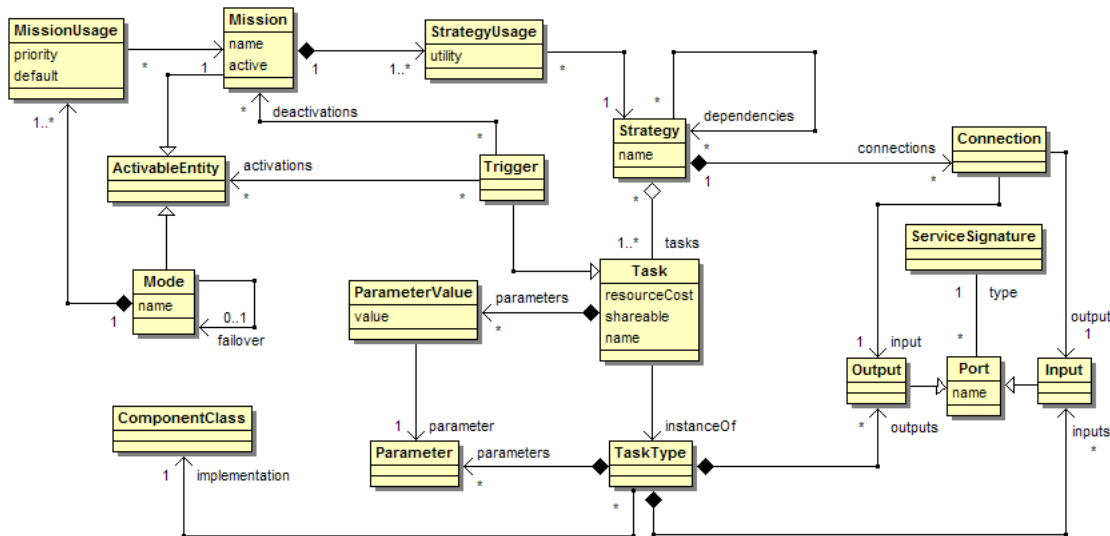 MissionUsage
priority
default
Mission
name
active
StrategyUsage
utility
*
1
1
1..*
*
1..*
*
deactivations
*
1
*
dependencies
*
Strategy
name
Connection
ActivableEntity
activations
*
*
Trigger
connections
1
*
*
1..*
tasks
ServiceSignature
Mode
name
1
0..1
failover
ParameterValue
value
parameters
*
Task
resourceCost
shareable
name
1
type
*
output
1
1
input
Output
Port
name
Input
ComponentClass
1
parameter
instanceOf
*
outputs
inputs
*
Parameter
parameters
*
TaskType
1
implementation
*